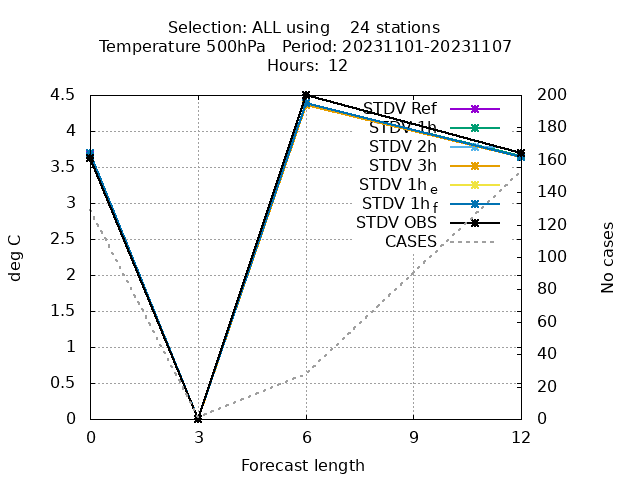 Selection: ALL using    24 stations
Temperature 500hPa   Period: 20231101-20231107
Hours: 12
4.5
4
3.5
3
2.5
2
1.5
1
0.5
0
deg C
STDV Ref
STDV 1h
STDV 2h
STDV 3h
STDV 1h e
STDV 1h f
STDV OBS
CASES
200
180
160
140
120
100
80
60
40
20
0
No cases
0 3 6 9 12
Forecast length